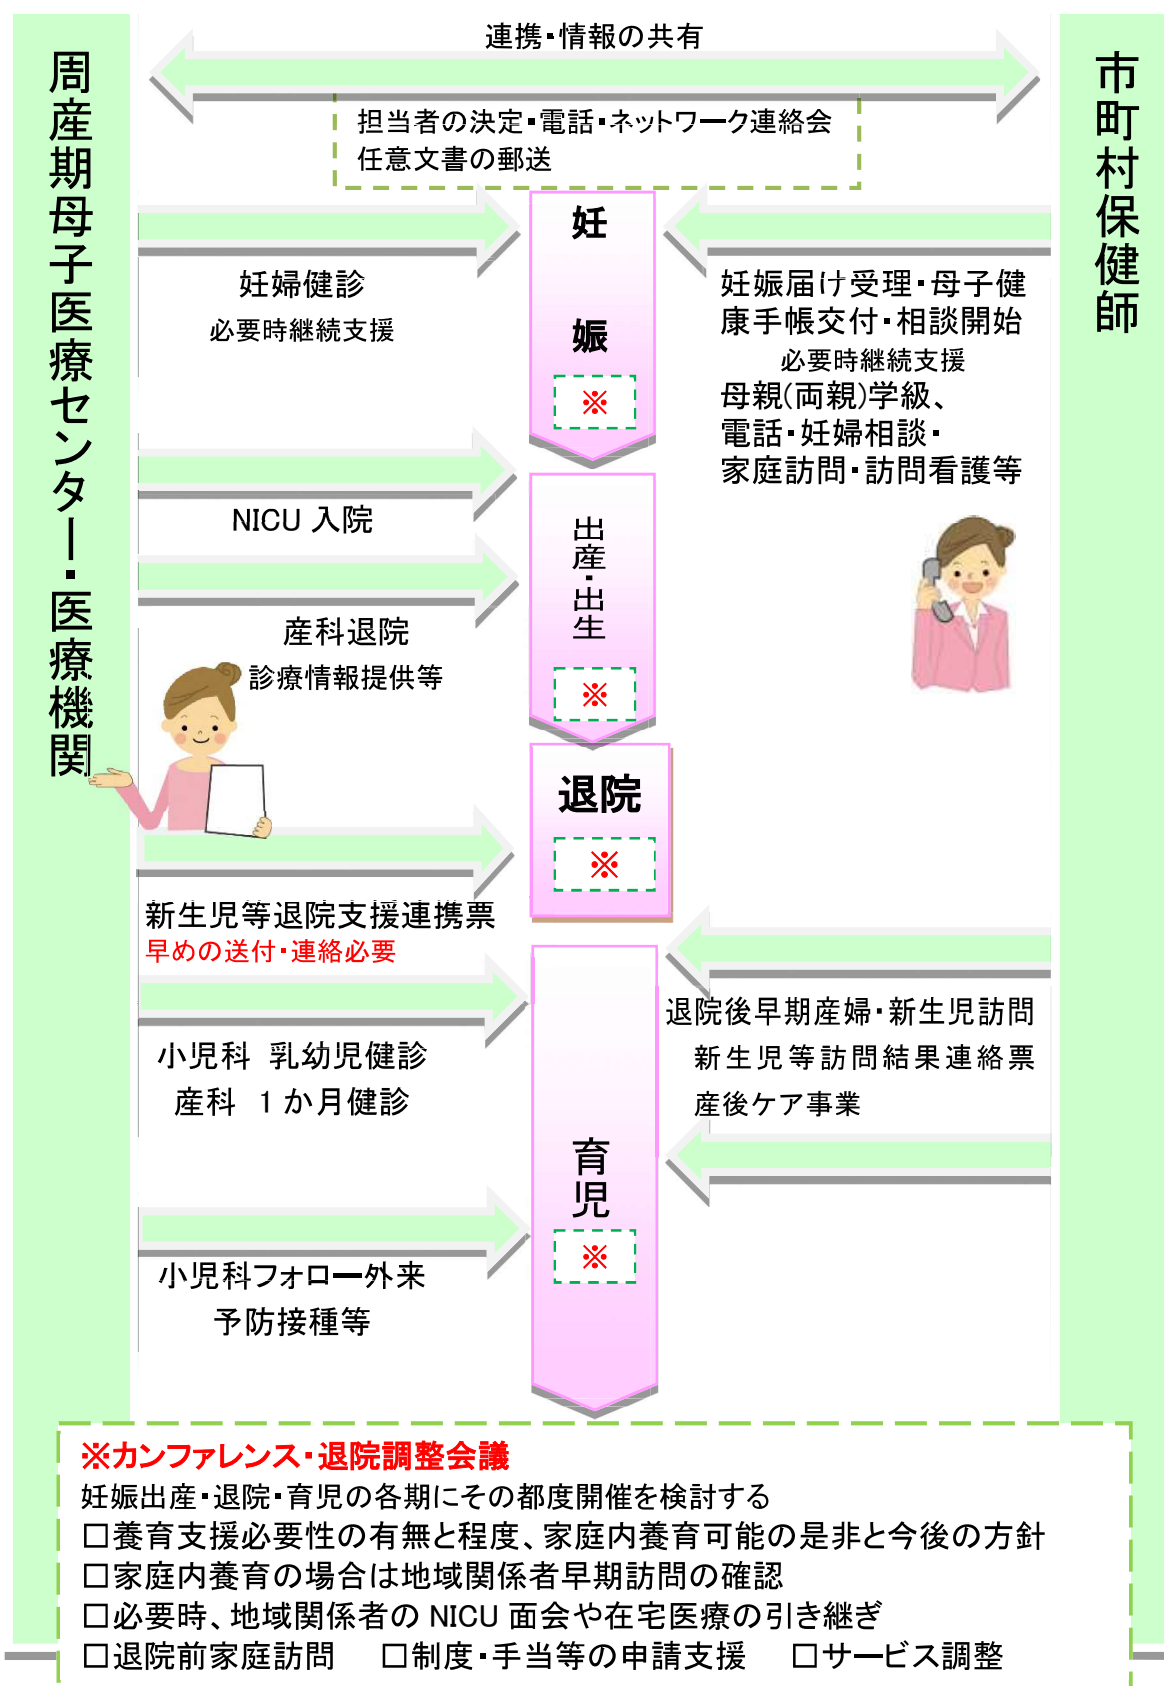 連携・情報の共有
周産期母子医療センター・医療機関
市町村保健師
担当者の決定・電話・ネットワーク連絡会
任意文書の郵送
妊
娠
※
妊婦健診
必要時継続支援
妊娠届け受理・母子健
康手帳交付・相談開始
必要時継続支援
母親(両親)学級、
電話・妊婦相談・
家庭訪問・訪問看護等
NICU 入院
出産・出生
※
産科退院
診療情報提供等
退院
※
新生児等退院支援連携票
早めの送付・連絡必要
退院後早期産婦・新生児訪問
新生児等訪問結果連絡票
産後ケア事業
小児科 乳幼児健診
産科 1 か月健診
育児
※
小児科フォロー外来
予防接種等
※カンファレンス・退院調整会議
妊娠出産・退院・育児の各期にその都度開催を検討する
□養育支援必要性の有無と程度、家庭内養育可能の是非と今後の方針
□家庭内養育の場合は地域関係者早期訪問の確認
□必要時、地域関係者の NICU 面会や在宅医療の引き継ぎ
□退院前家庭訪問 □制度・手当等の申請支援 □サービス調整